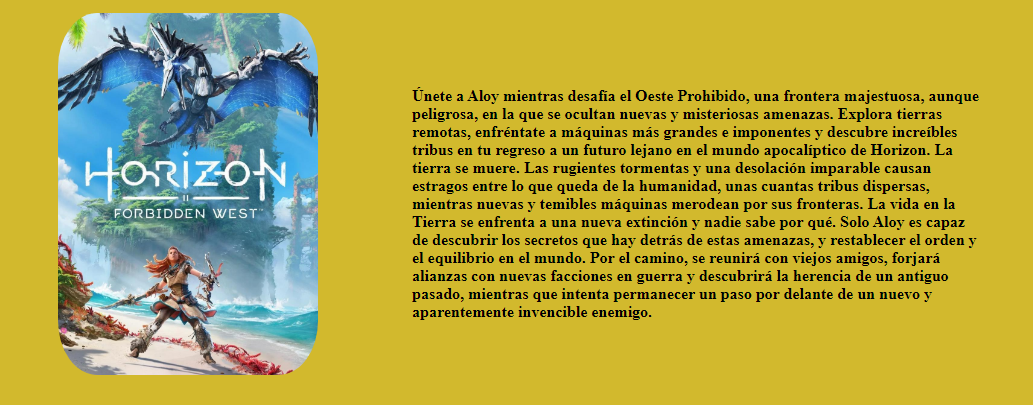 HORIZON
II
FORBIDDEN WEST™
Únete a Aloy mientras desafía el Oeste Prohibido, una frontera majestuosa, aunque
peligrosa, en la que se ocultan nuevas y misteriosas amenazas. Explora tierras
remotas, enfréntate a máquinas más grandes e imponentes y descubre increíbles
tribus en tu regreso a un futuro lejano en el mundo apocalíptico de Horizon. La
tierra se muere. Las rugientes tormentas y una desolación imparable causan
estragos entre lo que queda de la humanidad, unas cuantas tribus dispersas,
mientras nuevas y temibles máquinas merodean por sus fronteras. La vida en la
Tierra se enfrenta a una nueva extinción y nadie sabe por qué. Solo Aloy es capaz
de descubrir los secretos que hay detrás de estas amenazas, y restablecer el orden y
el equilibrio en el mundo. Por el camino, se reunirá con viejos amigos, forjará
alianzas con nuevas facciones en guerra y descubrirá la herencia de un antiguo
pasado, mientras que intenta permanecer un paso por delante de un nuevo y
aparentemente invencible enemigo.